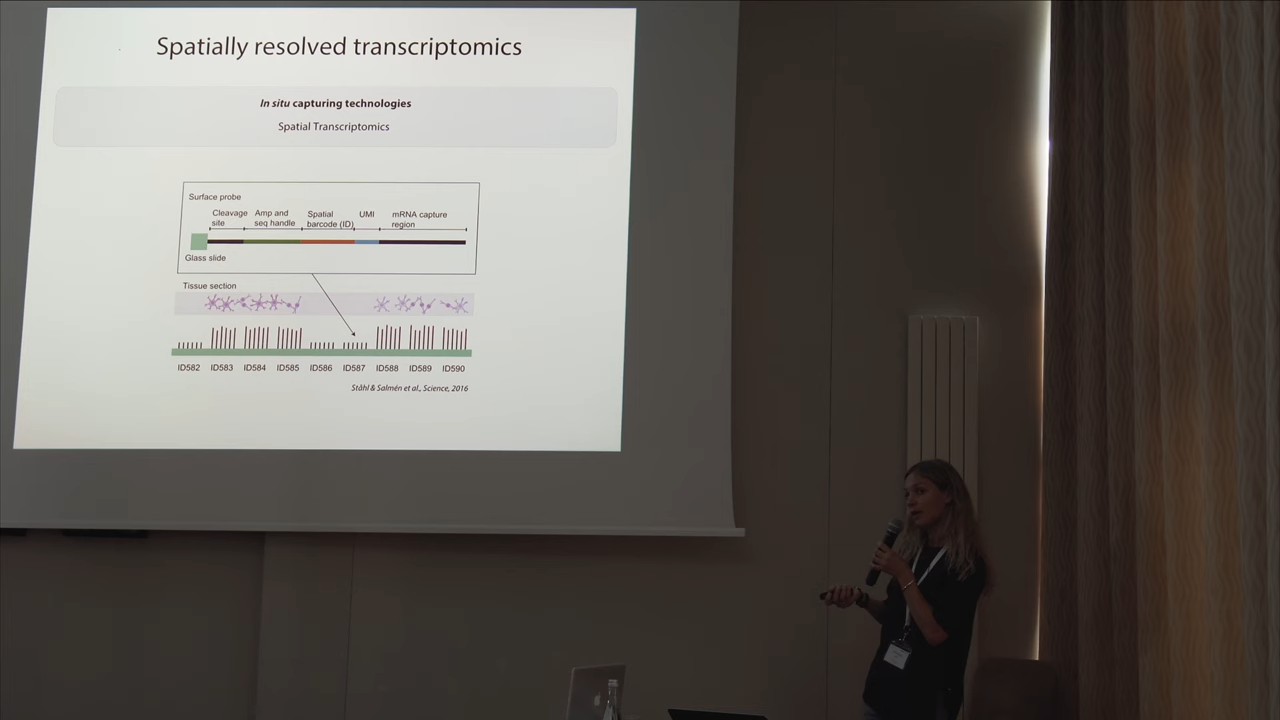 Spatially resolved transcriptomics
In situ capturing technologies
Spatial Transcriptomics
Surface probe
Cleavage site
Amp and seq handle
Spatial barcode (ID)
UMI
mRNA capture region
Glass slide
Tissue section
ID582 ID583 ID584 ID585 ID586 ID587 ID588 ID589 ID590
Ståhl & Salmén et al., Science, 2016